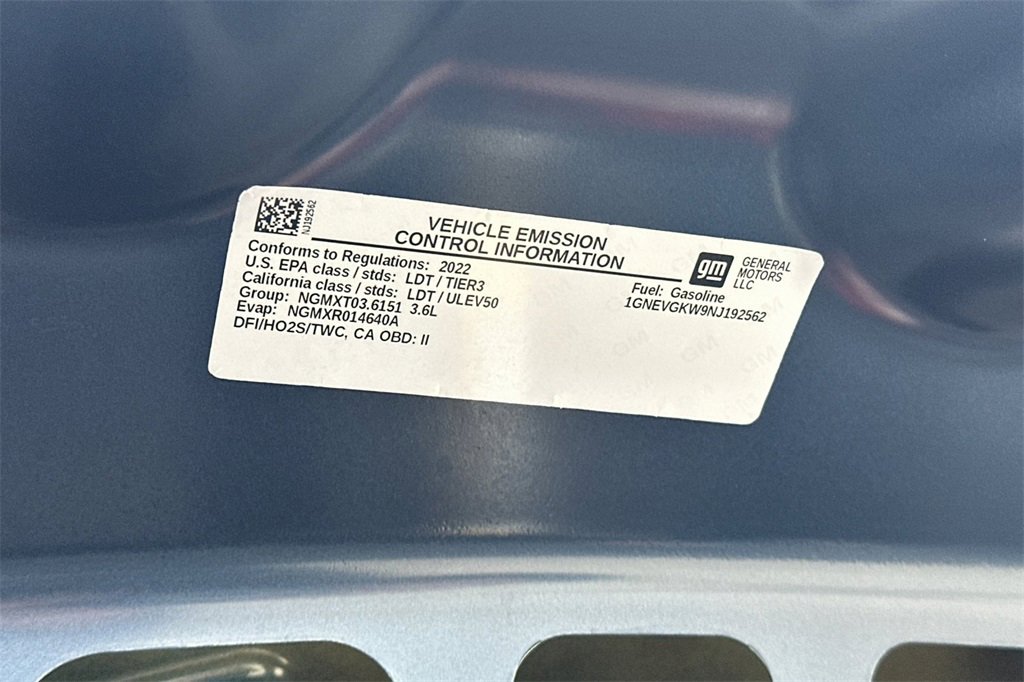 NJ192562
VEHICLE EMISSION
CONTROL INFORMATION
gm
GENERAL
MOTORS
LLC
Conforms to Regulations: 2022
U.S. EPA class / stds: LDT / TIER3
California class / stds: LDT / ULEV50
Group: NGMXT03.6151 3.6L
Evap: NGMXR014640A
DFI/HO2S/TWC, CA OBD: II
Fuel: Gasoline
1GNEVGKW9NJ192562